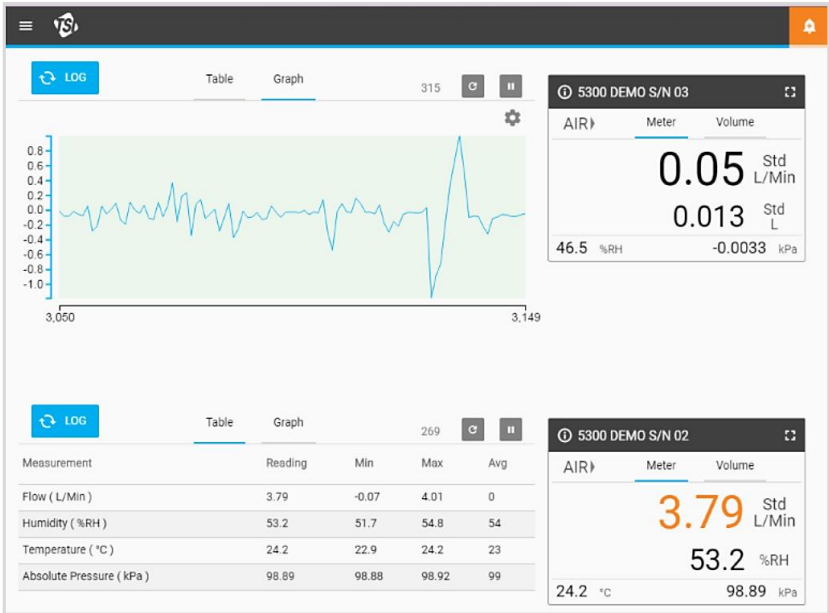 TSI
LOG Table Graph 315
0.8
0.6
0.4
0.2
0.0
-0.2
-0.4
-0.6
-0.8
-1.0
3,050 3,149
5300 DEMO S/N 03
AIR Meter Volume
0.05 Std L/Min
0.013 Std L
46.5 %RH -0.0033 kPa
LOG Table Graph 269
Measurement Reading Min Max Avg
Flow ( L/Min ) 3.79 -0.07 4.01 0
Humidity ( %RH ) 53.2 51.7 54.8 54
Temperature ( °C ) 24.2 22.9 24.2 23
Absolute Pressure ( kPa ) 98.89 98.88 98.92 99
5300 DEMO S/N 02
AIR Meter Volume
3.79 Std L/Min
53.2 %RH
24.2 °C 98.89 kPa